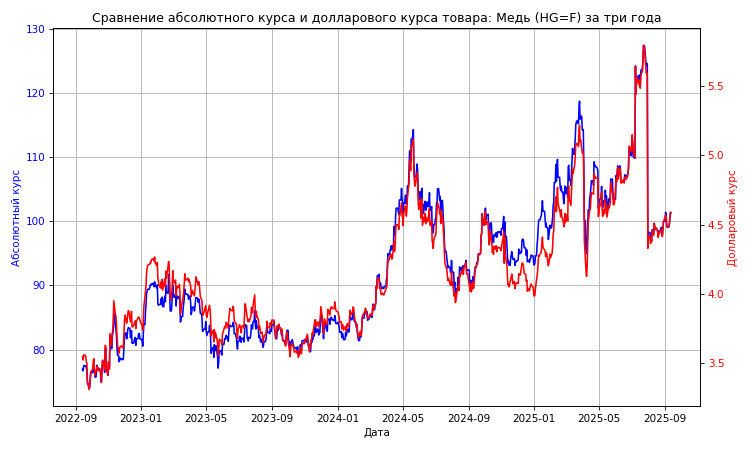 Сравнение абсолютного курса и долларового курса товара: Медь (HG=F) за три года
130
120
110
100
90
80
Абсолютный курс
5.5
5.0
4.5
4.0
3.5
Долларовый курс
2022-09 2023-01 2023-05 2023-09 2024-01 2024-05 2024-09 2025-01 2025-05 2025-09
Дата